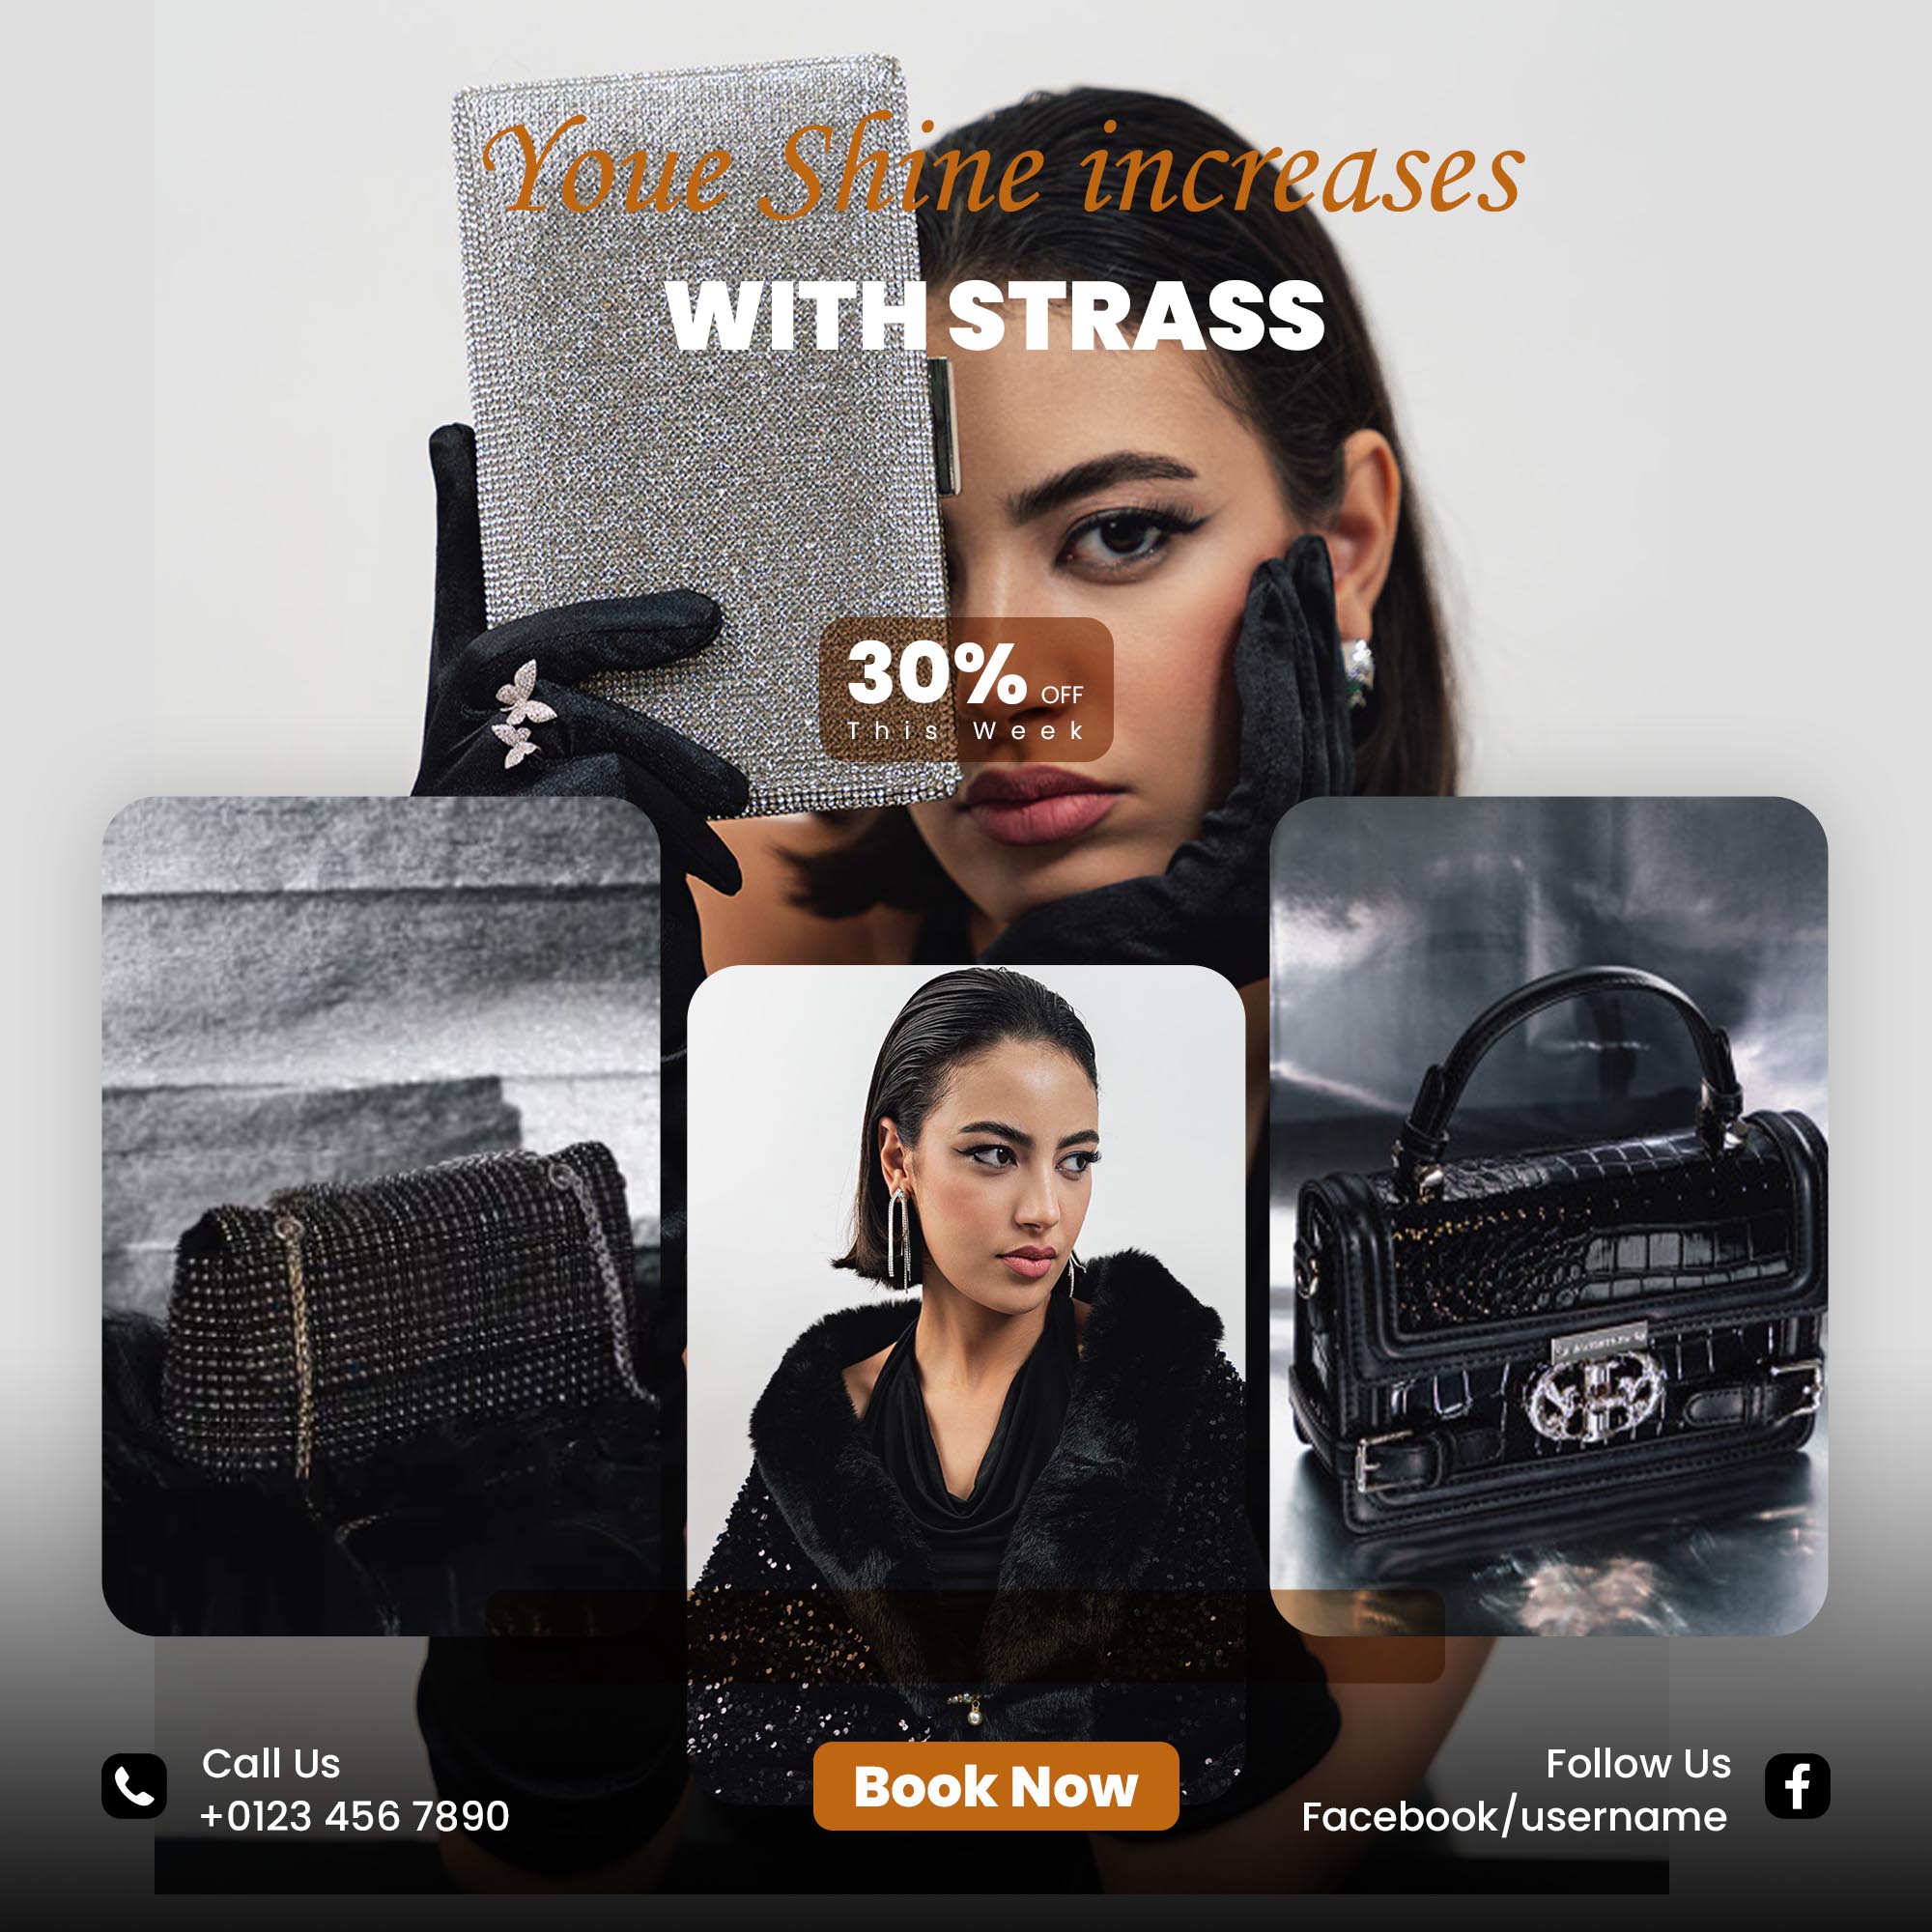 Youe Shine increases
WITH STRASS
30% OFF
This Week
Call Us
+0123 456 7890
Book Now
Follow Us
Facebook/username